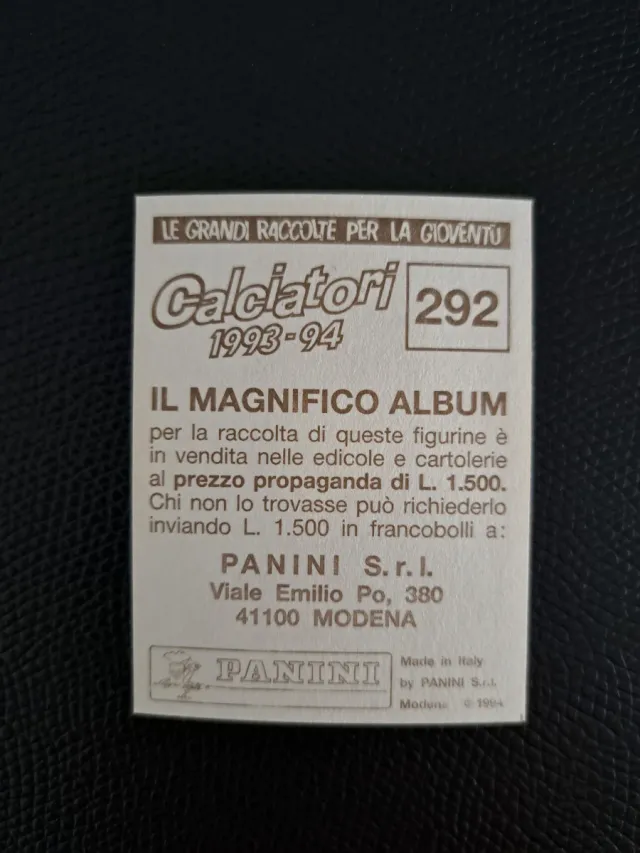 LE GRANDI RACCOLTE PER LA GIOVENTÙ
Calciatori
1993-94
292
IL MAGNIFICO ALBUM
per la raccolta di queste figurine è
in vendita nelle edicole e cartolerie
al prezzo propaganda di L. 1.500.
Chi non lo trovasse può richiederlo
inviando L. 1.500 in francobolli a:
PANINI S.r.l.
Viale Emilio Po, 380
41100 MODENA
PANINI
Made in Italy
by PANINI S.r.l.
Modena © 1994